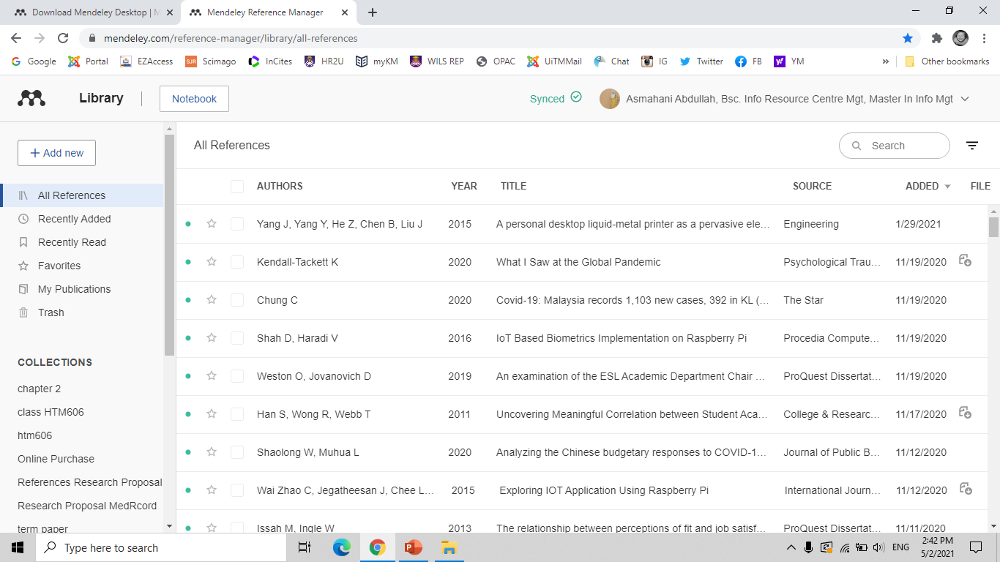 Download Mendeley Desktop | M
Mendeley Reference Manager
mendeley.com/reference-manager/library/all-references
Google Portal EZAccess Scimago InCites HR2U myKM WILS REP OPAC UiTMMail Chat IG Twitter FB YM » Other bookmarks
Library Notebook Synced Asmahani Abdullah, Bsc. Info Resource Centre Mgt, Master In Info Mgt
+ Add new
All References
Recently Added
Recently Read
Favorites
My Publications
Trash
COLLECTIONS
chapter 2
class HTM606
htm606
Online Purchase
References Research Proposal
Research Proposal MedRcord
term paper
All References
Search
AUTHORS YEAR TITLE SOURCE ADDED FILE
Yang J, Yang Y, He Z, Chen B, Liu J 2015 A personal desktop liquid-metal printer as a pervasive ele... Engineering 1/29/2021
Kendall-Tackett K 2020 What I Saw at the Global Pandemic Psychological Trau... 11/19/2020
Chung C 2020 Covid-19: Malaysia records 1,103 new cases, 392 in KL (... The Star 11/19/2020
Shah D, Haradi V 2016 IoT Based Biometrics Implementation on Raspberry Pi Procedia Compute... 11/19/2020
Weston O, Jovanovich D 2019 An examination of the ESL Academic Department Chair ... ProQuest Dissertat... 11/19/2020
Han S, Wong R, Webb T 2011 Uncovering Meaningful Correlation between Student Aca... College & Researc... 11/17/2020
Shaolong W, Muhua L 2020 Analyzing the Chinese budgetary responses to COVID-1... Journal of Public B... 11/12/2020
Wai Zhao C, Jegatheesan J, Chee L... 2015 Exploring IOT Application Using Raspberry Pi International Journ... 11/12/2020
Issah M, Ingle W 2013 The relationship between perceptions of fit and job satisf... ProQuest Dissertat... 11/11/2020
Type here to search
ENG
2:42 PM
5/2/2021